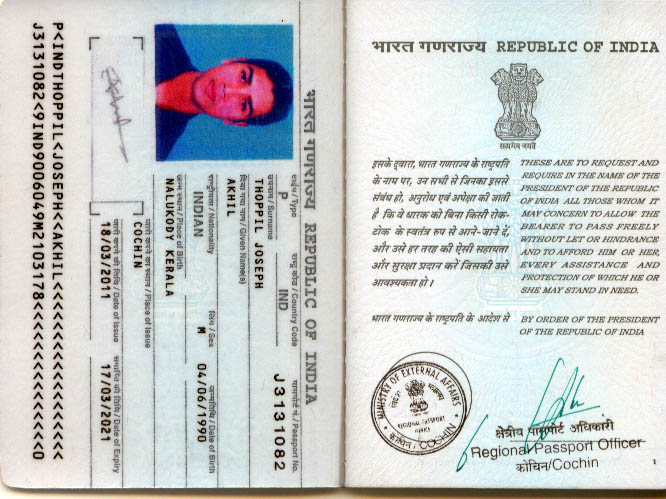 भारत गणराज्य REPUBLIC OF INDIA
टाईप/Type
P
राष्ट्र कोड/Country Code
IND
पासपोर्ट नं./Passport No.
J3131082
उपनाम/Surname
THOPPIL JOSEPH
दिया गया नाम/Given Name(s)
AKHIL
राष्ट्रीयता/Nationality
INDIAN
लिंग/Sex
M
जन्मतिथि/Date of Birth
04/06/1990
जन्म स्थान/Place of Birth
NALUKODY KERALA
जारी करने का स्थान/Place of Issue
COCHIN
जारी करने की तिथि/Date of Issue
18/03/2011
समाप्ति की तिथि/Date of Expiry
17/03/2021
P<INDTHOPPIL<JOSEPH<<AKHIL<<<<<<<<<<<<<<<<<<
J3131082<9IND9006049M2103178<<<<<<<<<<<<<<<0
भारत गणराज्य REPUBLIC OF INDIA
सत्यमेव जयते
इसके द्वारा, भारत गणराज्य के राष्ट्रपति
के नाम पर, उन सभी से जिनका इससे
संबंध हो, अनुरोध एवं अपेक्षा की जाती
है कि वे धारक को बिना किसी रोक-
टोक के स्वतंत्र रुप से आने-जाने दें,
और उसे हर तरह की ऐसी सहायता
और सुरक्षा प्रदान करें जिसकी उसे
आवश्यकता हो।
THESE ARE TO REQUEST AND
REQUIRE IN THE NAME OF THE
PRESIDENT OF THE REPUBLIC
OF INDIA ALL THOSE WHOM IT
MAY CONCERN TO ALLOW THE
BEARER TO PASS FREELY
WITHOUT LET OR HINDRANCE
AND TO AFFORD HIM OR HER,
EVERY ASSISTANCE AND
PROTECTION OF WHICH HE OR
SHE MAY STAND IN NEED.
भारत गणराज्य के राष्ट्रपति के आदेश से
BY ORDER OF THE PRESIDENT
OF THE REPUBLIC OF INDIA
MINISTRY OF EXTERNAL AFFAIRS
REGIONAL PASSPORT
OFFICE
COCHIN
क्षेत्रीय पासपोर्ट अधिकारी
Regional Passport Officer
कोचिन/Cochin
1